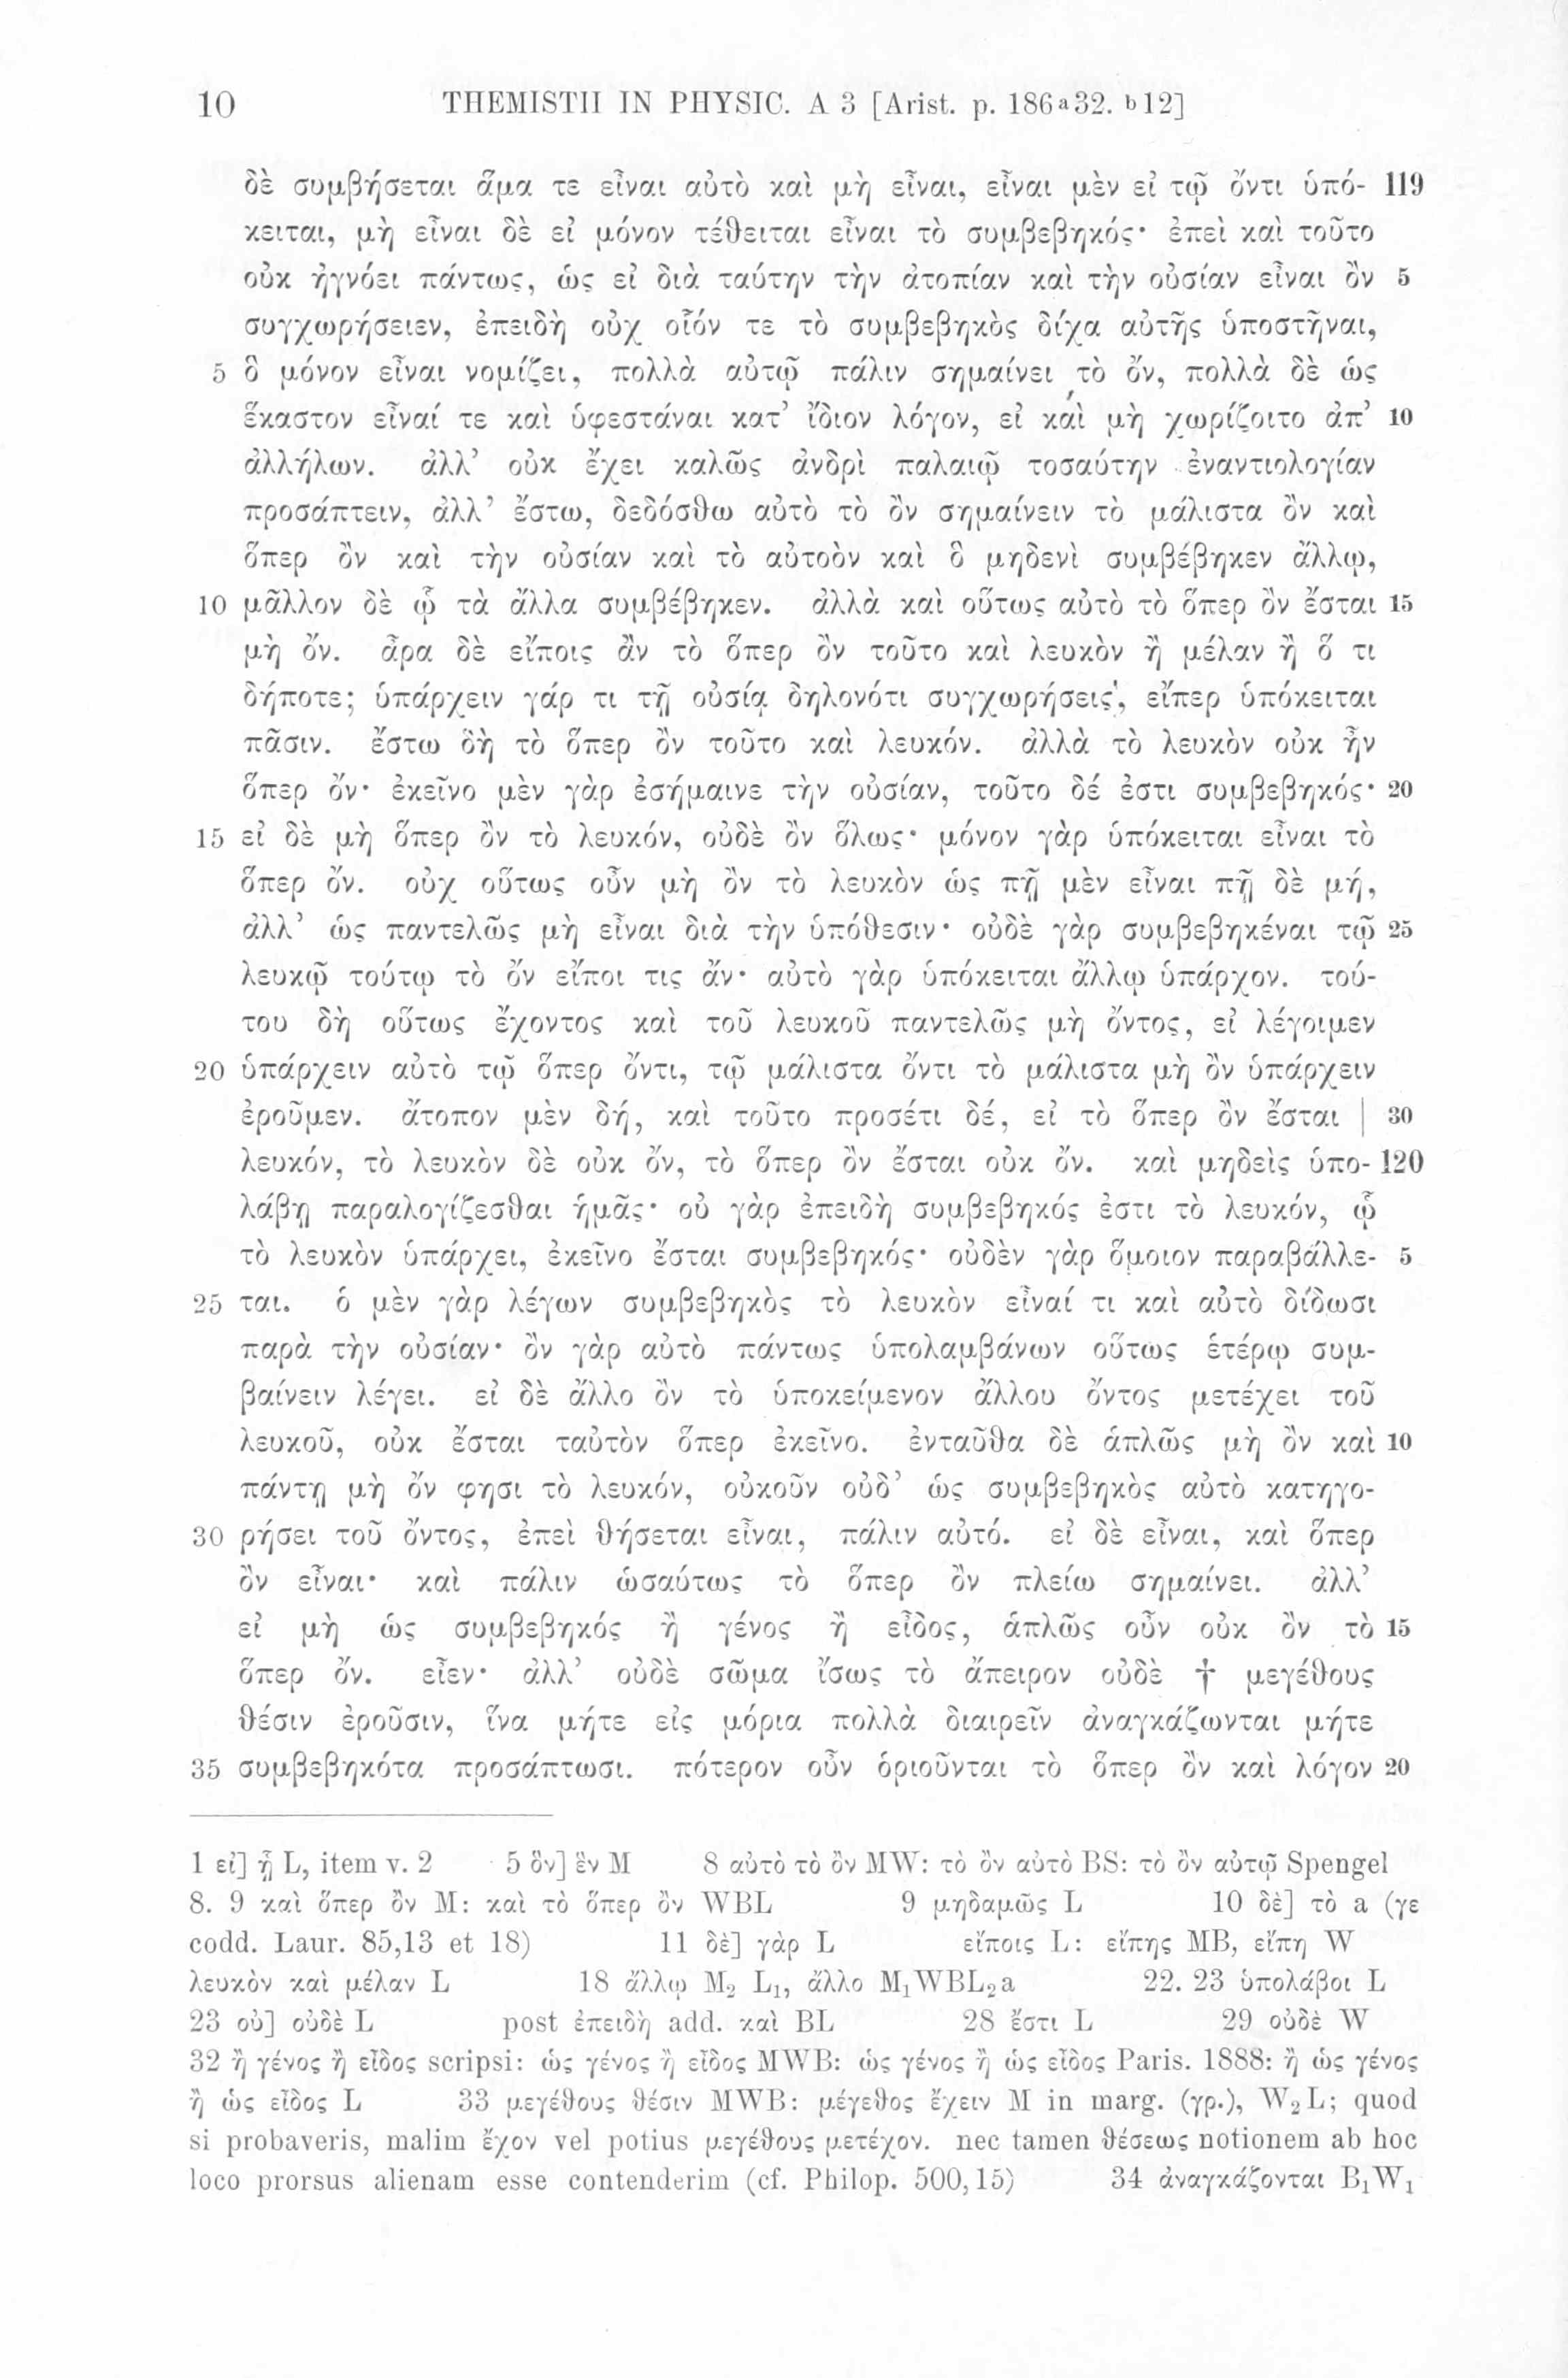 10 THEMISTII IN PHYSIC. A 3 [Arist. p. 186ᵃ32. ᵇ12]
δὲ συμβήσεται ἅμα τε εἶναι αὐτὸ καὶ μὴ εἶναι, εἶναι μὲν εἰ τῷ ὄντι ὑπό- 119
κειται, μὴ εἶναι δὲ εἰ μόνον τέθειται εἶναι τὸ συμβεβηκός· ἐπεὶ καὶ τοῦτο
οὐκ ἠγνόει πάντως, ὡς εἰ διὰ ταύτην τὴν ἀτοπίαν καὶ τὴν οὐσίαν εἶναι ὂν 5
συγχωρήσειεν, ἐπειδὴ οὐχ οἷόν τε τὸ συμβεβηκὸς δίχα αὐτῆς ὑποστῆναι,
5 ὃ μόνον εἶναι νομίζει, πολλὰ αὐτῷ πάλιν σημαίνει τὸ ὄν, πολλὰ δὲ ὡς
ἕκαστον εἶναί τε καὶ ὑφεστάναι κατ’ ἴδιον λόγον, εἰ καὶ μὴ χωρίζοιτο ἀπ’ 10
ἀλλήλων. ἀλλ’ οὐκ ἔχει καλῶς ἀνδρὶ παλαιῷ τοσαύτην ἐναντιολογίαν
προσάπτειν, ἀλλ’ ἔστω, δεδόσθω αὐτὸ τὸ ὂν σημαίνειν τὸ μάλιστα ὂν καὶ
ὅπερ ὂν καὶ τὴν οὐσίαν καὶ τὸ αὐτοὸν καὶ ὃ μηδενὶ συμβέβηκεν ἄλλῳ,
10 μᾶλλον δὲ ᾧ τὰ ἄλλα συμβέβηκεν. ἀλλὰ καὶ οὕτως αὐτὸ τὸ ὅπερ ὂν ἔσται 15
μὴ ὄν. ἆρα δὲ εἴποις ἂν τὸ ὅπερ ὂν τοῦτο καὶ λευκὸν ἢ μέλαν ἢ ὅ τι
δήποτε; ὑπάρχειν γάρ τι τῇ οὐσίᾳ δηλονότι συγχωρήσεις, εἴπερ ὑπόκειται
πᾶσιν. ἔστω δὴ τὸ ὅπερ ὂν τοῦτο καὶ λευκόν. ἀλλὰ τὸ λευκὸν οὐκ ἦν
ὅπερ ὄν· ἐκεῖνο μὲν γὰρ ἐσήμαινε τὴν οὐσίαν, τοῦτο δέ ἐστι συμβεβηκός· 20
15 εἰ δὲ μὴ ὅπερ ὂν τὸ λευκόν, οὐδὲ ὂν ὅλως· μόνον γὰρ ὑπόκειται εἶναι τὸ
ὅπερ ὄν. οὐχ οὕτως οὖν μὴ ὂν τὸ λευκὸν ὡς πῇ μὲν εἶναι πῇ δὲ μή,
ἀλλ’ ὡς παντελῶς μὴ εἶναι διὰ τὴν ὑπόθεσιν· οὐδὲ γὰρ συμβεβηκέναι τῷ 25
λευκῷ τούτῳ τὸ ὄν εἴποι τις ἄν· αὐτὸ γὰρ ὑπόκειται ἄλλῳ ὑπάρχον. τού-
του δὴ οὕτως ἔχοντος καὶ τοῦ λευκοῦ παντελῶς μὴ ὄντος, εἰ λέγοιμεν
20 ὑπάρχειν αὐτὸ τῷ ὅπερ ὄντι, τῷ μάλιστα ὄντι τὸ μάλιστα μὴ ὂν ὑπάρχειν
ἐροῦμεν. ἄτοπον μὲν δή, καὶ τοῦτο προσέτι δέ, εἰ τὸ ὅπερ ὂν ἔσται | 30
λευκόν, τὸ λευκὸν δὲ οὐκ ὄν, τὸ ὅπερ ὂν ἔσται οὐκ ὄν. καὶ μηδεὶς ὑπο- 120
λάβῃ παραλογίζεσθαι ἡμᾶς· οὐ γὰρ ἐπειδὴ συμβεβηκός ἐστι τὸ λευκόν, ᾧ
τὸ λευκὸν ὑπάρχει, ἐκεῖνο ἔσται συμβεβηκός· οὐδὲν γὰρ ὅμοιον παραβάλλε- 5
25 ται. ὁ μὲν γὰρ λέγων συμβεβηκὸς τὸ λευκὸν εἶναί τι καὶ αὐτὸ δίδωσι
παρὰ τὴν οὐσίαν· ὂν γὰρ αὐτὸ πάντως ὑπολαμβάνων οὕτως ἑτέρῳ συμ-
βαίνειν λέγει. εἰ δὲ ἄλλο ὂν τὸ ὑποκείμενον ἄλλου ὄντος μετέχει τοῦ
λευκοῦ, οὐκ ἔσται ταὐτὸν ὅπερ ἐκεῖνο. ἐνταῦθα δὲ ἁπλῶς μὴ ὂν καὶ 10
πάντῃ μὴ ὄν φησι τὸ λευκόν, οὐκοῦν οὐδ’ ὡς συμβεβηκὸς αὐτὸ κατηγο-
30 ρήσει τοῦ ὄντος, ἐπεὶ θήσεται εἶναι, πάλιν αὐτό. εἰ δὲ εἶναι, καὶ ὅπερ
ὂν εἶναι· καὶ πάλιν ὡσαύτως τὸ ὅπερ ὂν πλείω σημαίνει. ἀλλ’
εἰ μὴ ὡς συμβεβηκός ἢ γένος ἢ εἶδος, ἁπλῶς οὖν οὐκ ὂν τὸ 15
ὅπερ ὄν. εἶεν· ἀλλ’ οὐδὲ σῶμα ἴσως τὸ ἄπειρον οὐδὲ † μεγέθους
θέσιν ἐροῦσιν, ἵνα μήτε εἰς μόρια πολλὰ διαιρεῖν ἀναγκάζωνται μήτε
35 συμβεβηκότα προσάπτωσι. πότερον οὖν ὁριοῦνται τὸ ὅπερ ὂν καὶ λόγον 20
1 εἰ] ᾗ L, item v. 2 5 ὄν] ἓν M 8 αὐτὸ τὸ ὂν MW: τὸ ὂν αὐτὸ BS: τὸ ὂν αὐτῷ Spengel
8. 9 καὶ ὅπερ ὂν M: καὶ τὸ ὅπερ ὂν WBL 9 μηδαμῶς L 10 δὲ] τὸ a (γε
codd. Laur. 85,13 et 18) 11 δὲ] γὰρ L εἴποις L: εἴπῃς MB, εἴπῃ W
λευκὸν καὶ μέλαν L 18 ἄλλῳ M₂ L₁, ἄλλο M₁WBL₂a 22. 23 ὑπολάβοι L
23 οὐ] οὐδὲ L post ἐπειδὴ add. καὶ BL 28 ἔστι L 29 οὐδὲ W
32 ἢ γένος ἢ εἶδος scripsi: ὡς γένος ἢ εἶδος MWB: ὡς γένος ἢ ὡς εἶδος Paris. 1888: ἢ ὡς γένος
ἢ ὡς εἶδος L 33 μεγέθους θέσιν MWB: μέγεθος ἔχειν M in marg. (γρ.), W₂L; quod
si probaveris, malim ἔχον vel potius μεγέθους μετέχον. nec tamen θέσεως notionem ab hoc
loco prorsus alienam esse contenderim (cf. Philop. 500,15) 34 ἀναγκάζονται B₁W₁